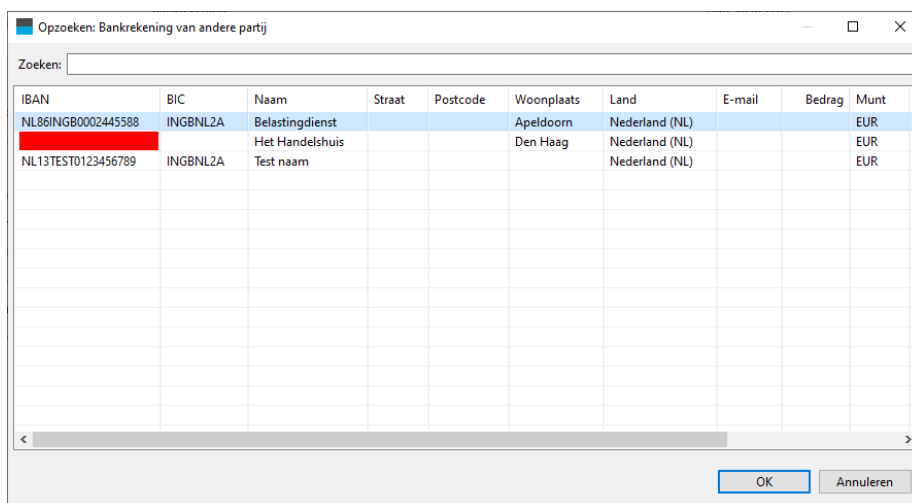 Opzoeken: Bankrekening van andere partij
Zoeken:
IBAN BIC Naam Straat Postcode Woonplaats Land E-mail Bedrag Munt
NL86INGB0002445588 INGBNL2A Belastingdienst Apeldoorn Nederland (NL) EUR
Het Handelshuis Den Haag Nederland (NL) EUR
NL13TEST0123456789 INGBNL2A Test naam Nederland (NL) EUR
OK Annuleren